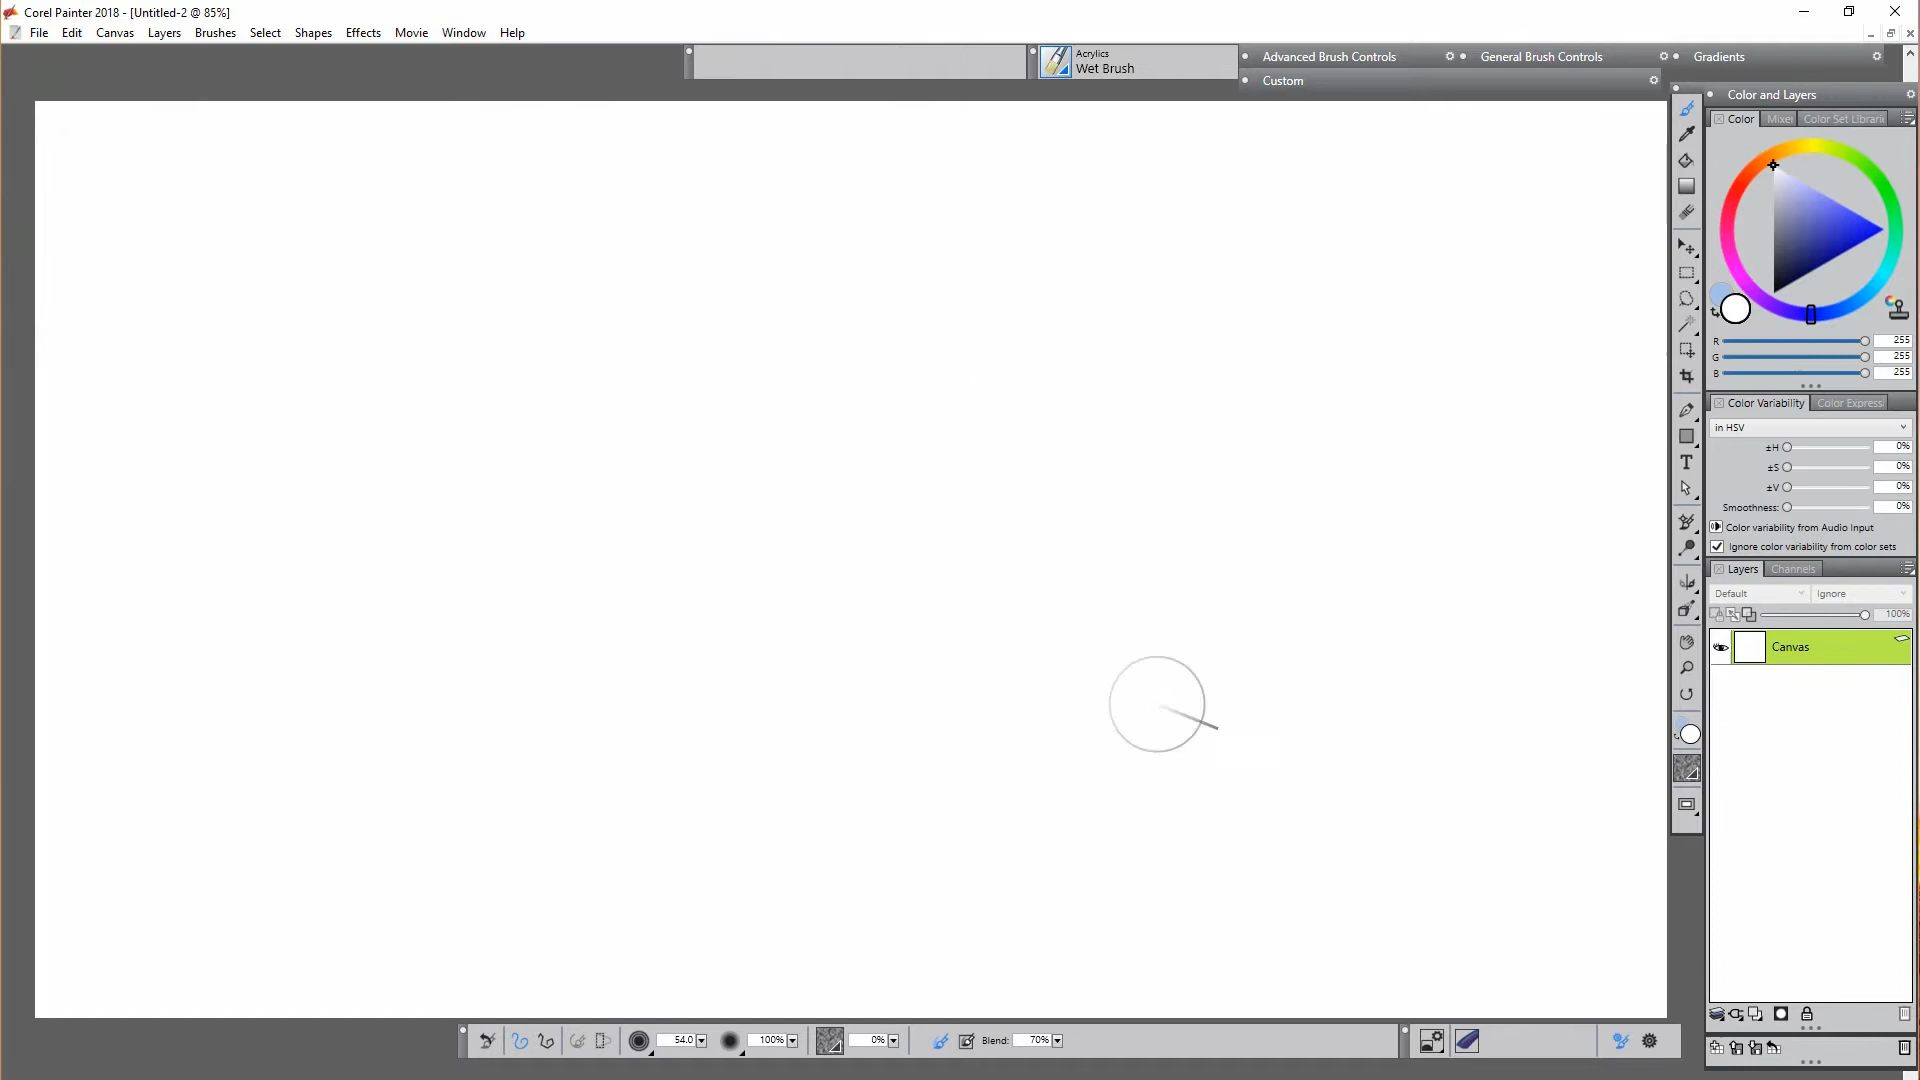 Corel Painter 2018 - [Untitled-2 @ 85%]
File Edit Canvas Layers Brushes Select Shapes Effects Movie Window Help
Acrylics
Wet Brush
Advanced Brush Controls
General Brush Controls
Gradients
Custom
Color and Layers
Color Mixer Color Set Librari
R 255
G 255
B 255
Color Variability Color Express
in HSV
±H 0%
±S 0%
±V 0%
Smoothness: 0%
Color variability from Audio Input
Ignore color variability from color sets
Layers Channels
Default Ignore
100%
Canvas
T
54.0 100% 0% Blend: 70%